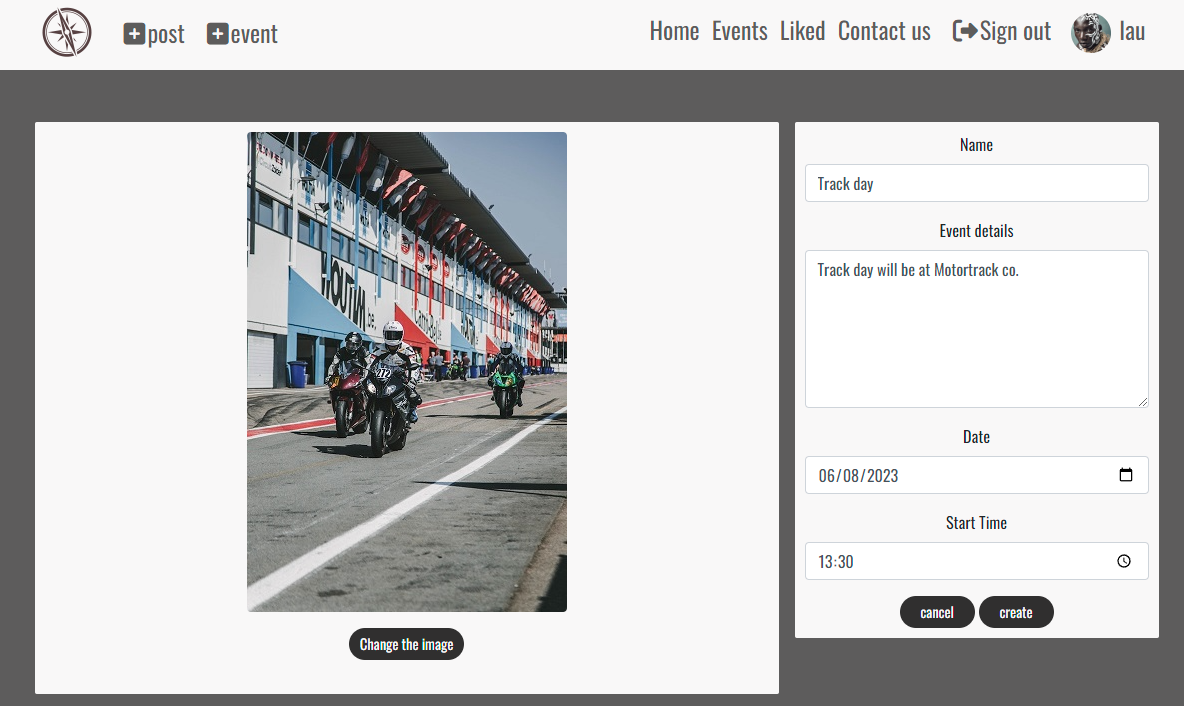 post event Home Events Liked Contact us Sign out lau
Name
Track day
Event details
Track day will be at Motortrack co.
Date
06/08/2023
Start Time
13:30
cancel create
Change the image